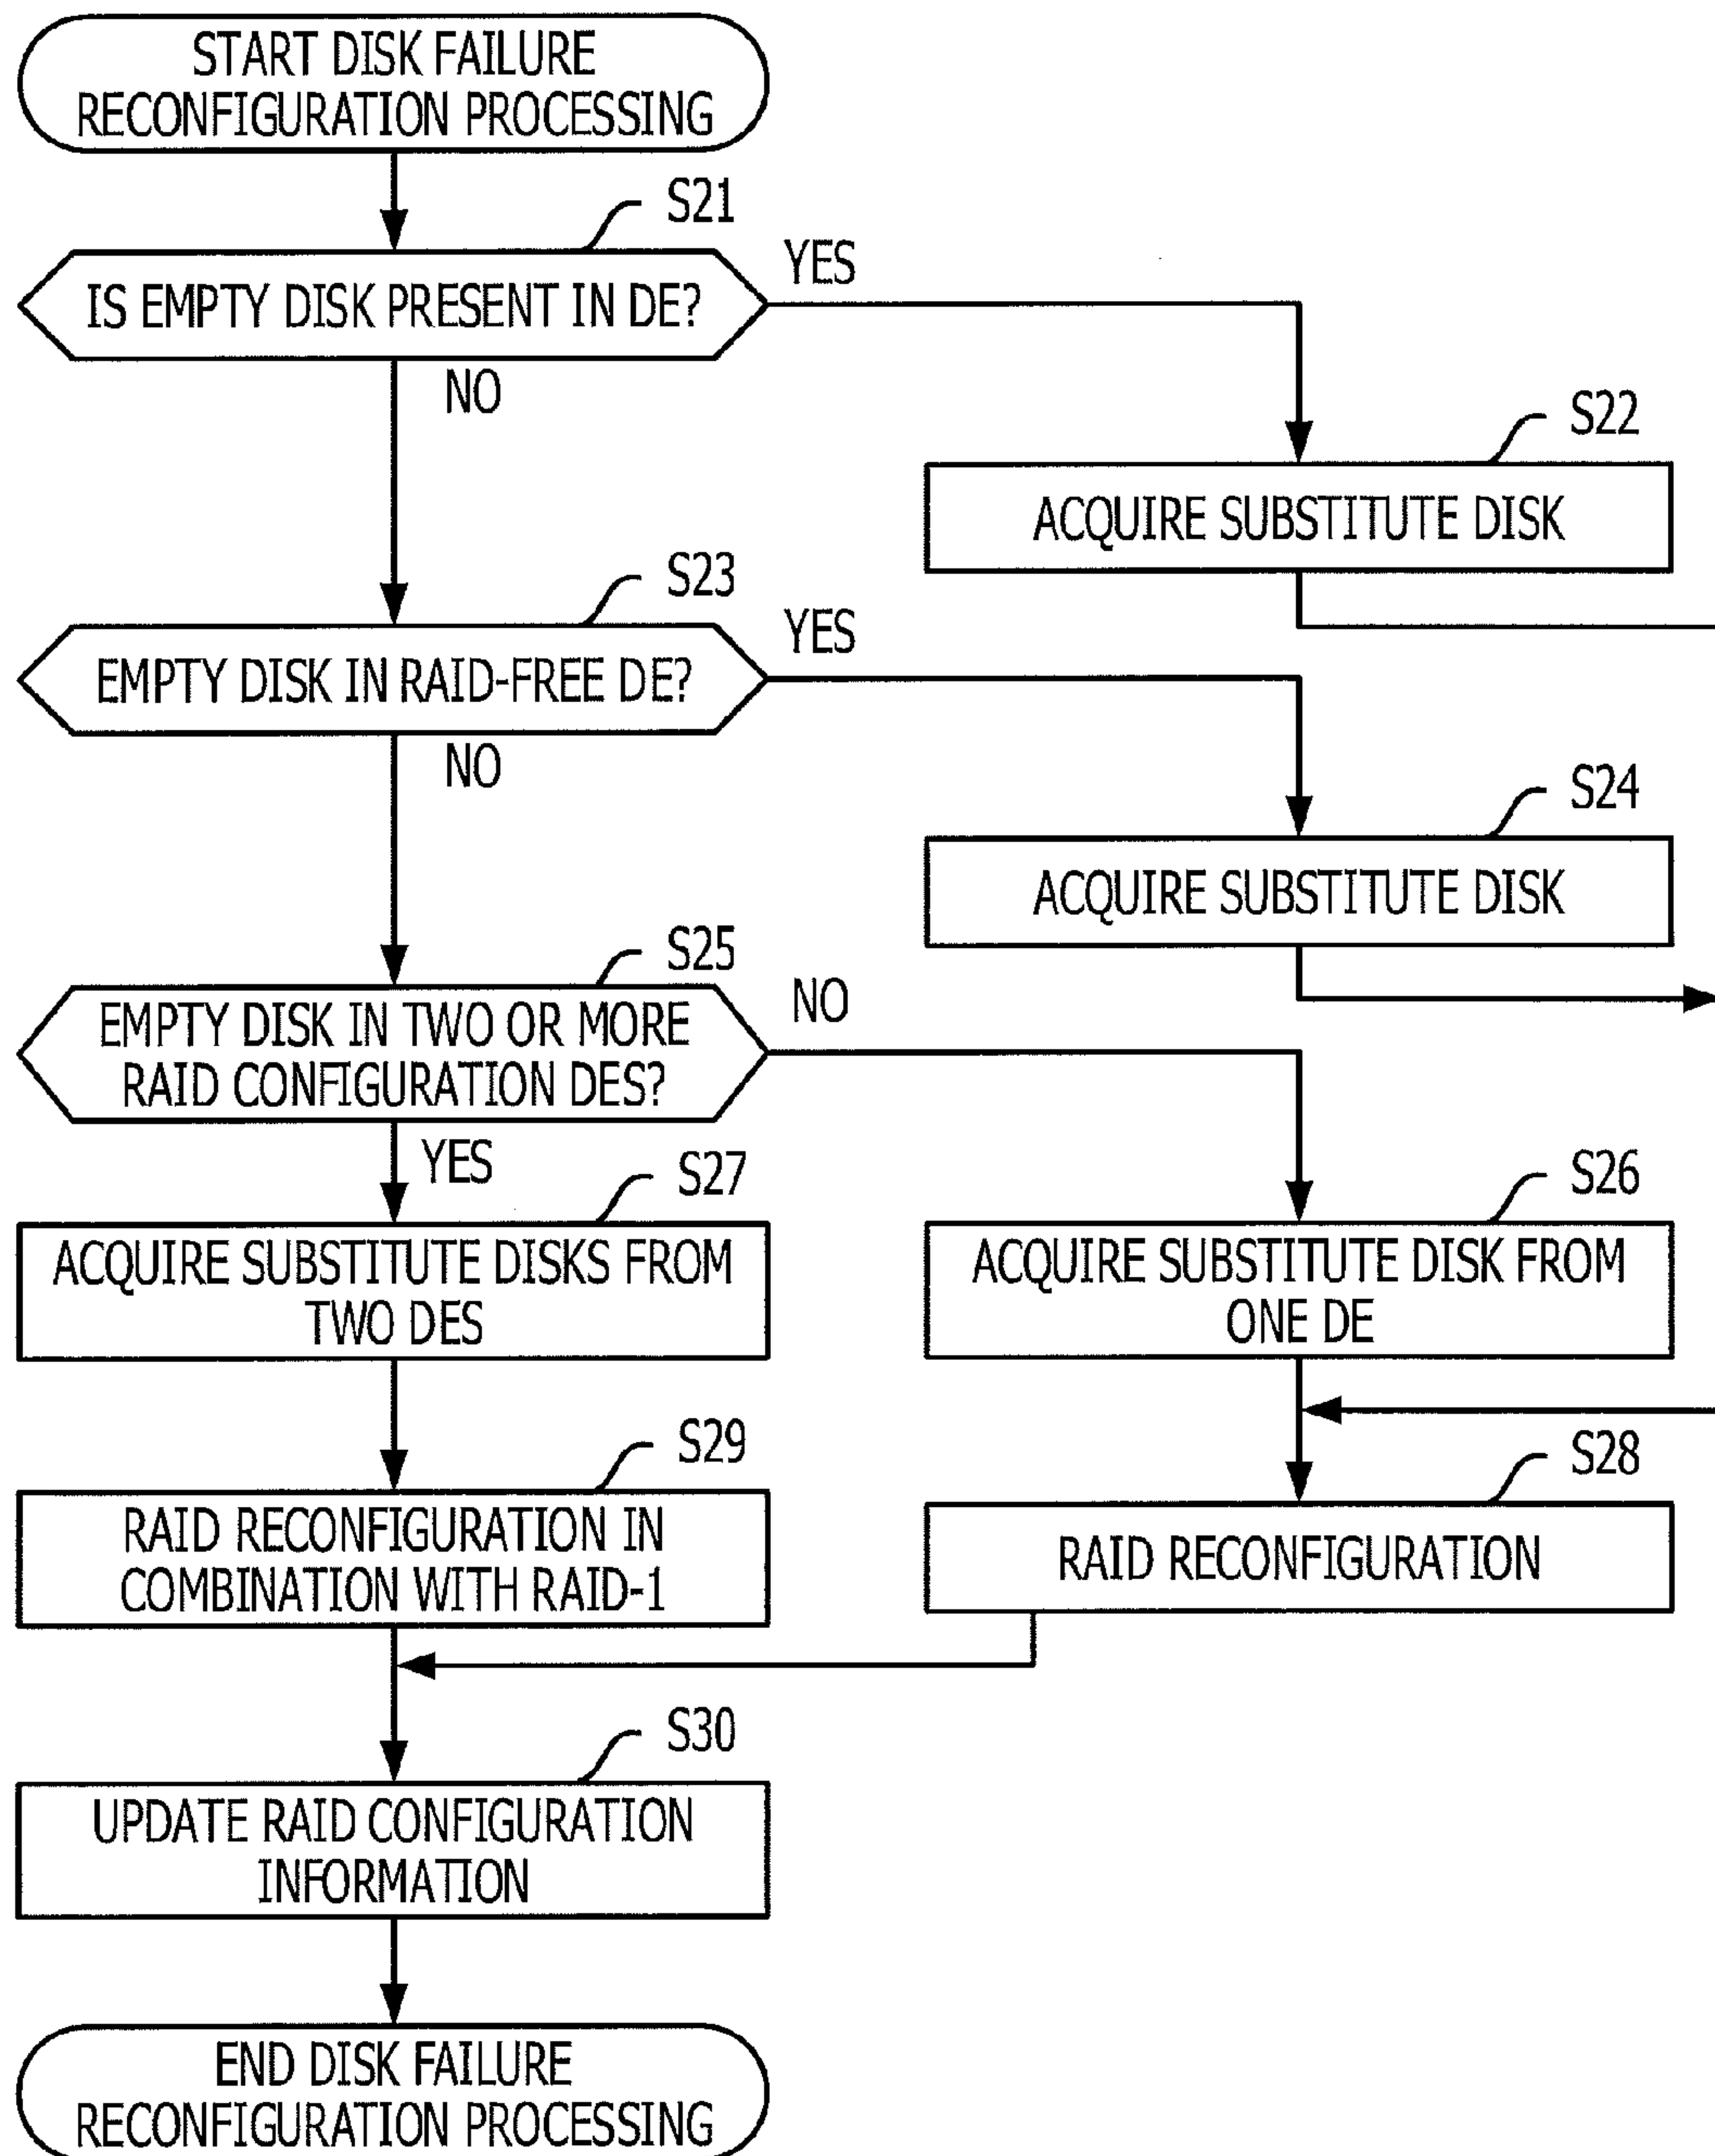 START DISK FAILURE
RECONFIGURATION PROCESSING
S21
IS EMPTY DISK PRESENT IN DE?
YES
NO
S22
ACQUIRE SUBSTITUTE DISK
S23
EMPTY DISK IN RAID-FREE DE?
YES
NO
S24
ACQUIRE SUBSTITUTE DISK
S25
EMPTY DISK IN TWO OR MORE
RAID CONFIGURATION DES?
NO
YES
S27
ACQUIRE SUBSTITUTE DISKS FROM
TWO DES
S26
ACQUIRE SUBSTITUTE DISK FROM
ONE DE
S29
RAID RECONFIGURATION IN
COMBINATION WITH RAID-1
S28
RAID RECONFIGURATION
S30
UPDATE RAID CONFIGURATION
INFORMATION
END DISK FAILURE
RECONFIGURATION PROCESSING